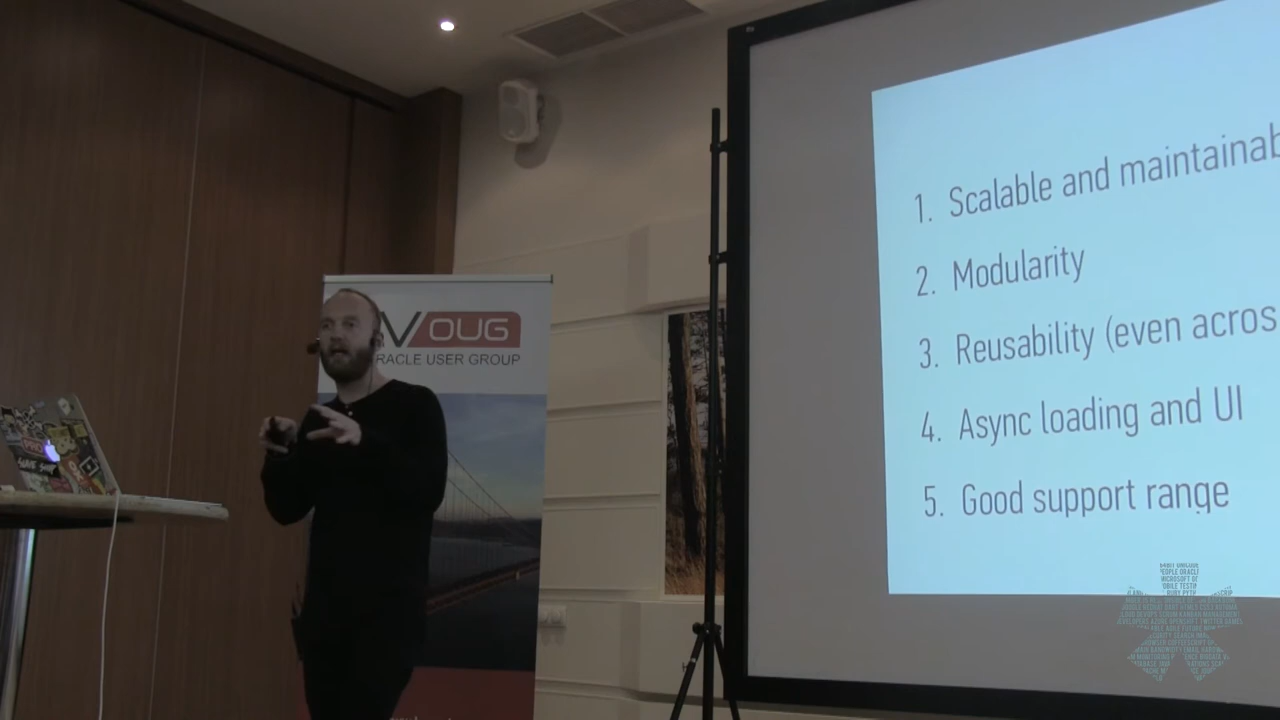 1. Scalable and maintainab
2. Modularity
3. Reusability (even acros
4. Async loading and UI
5. Good support range
V OUG
RACLE USER GROUP